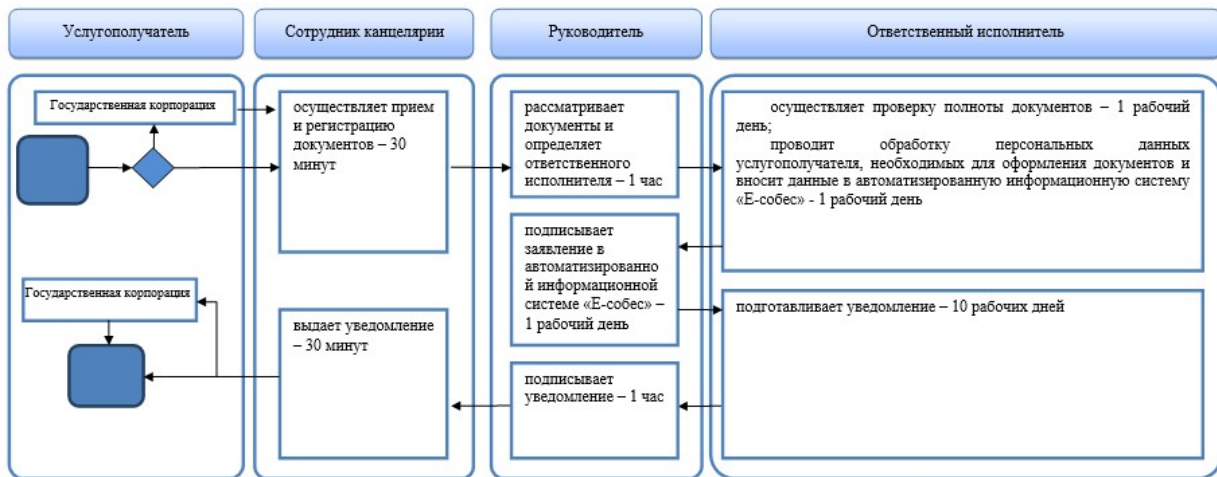 Услугополучатель
Сотрудник канцелярии
Руководитель
Ответственный исполнитель
Государственная корпорация
осуществляет прием
и регистрацию
документов – 30
минут
рассматривает
документы и
определяет
ответственного
исполнителя – 1 час
осуществляет проверку полноты документов – 1 рабочий
день;
проводит обработку персональных данных
услугополучателя, необходимых для оформления документов и
вносит данные в автоматизированную информационную систему
«Е-собес» - 1 рабочий день
подписывает
заявление в
автоматизированно
й информационной
системе «Е-собес» –
1 рабочий день
Государственная корпорация
выдает уведомление
– 30 минут
подготавливает уведомление – 10 рабочих дней
подписывает
уведомление – 1 час